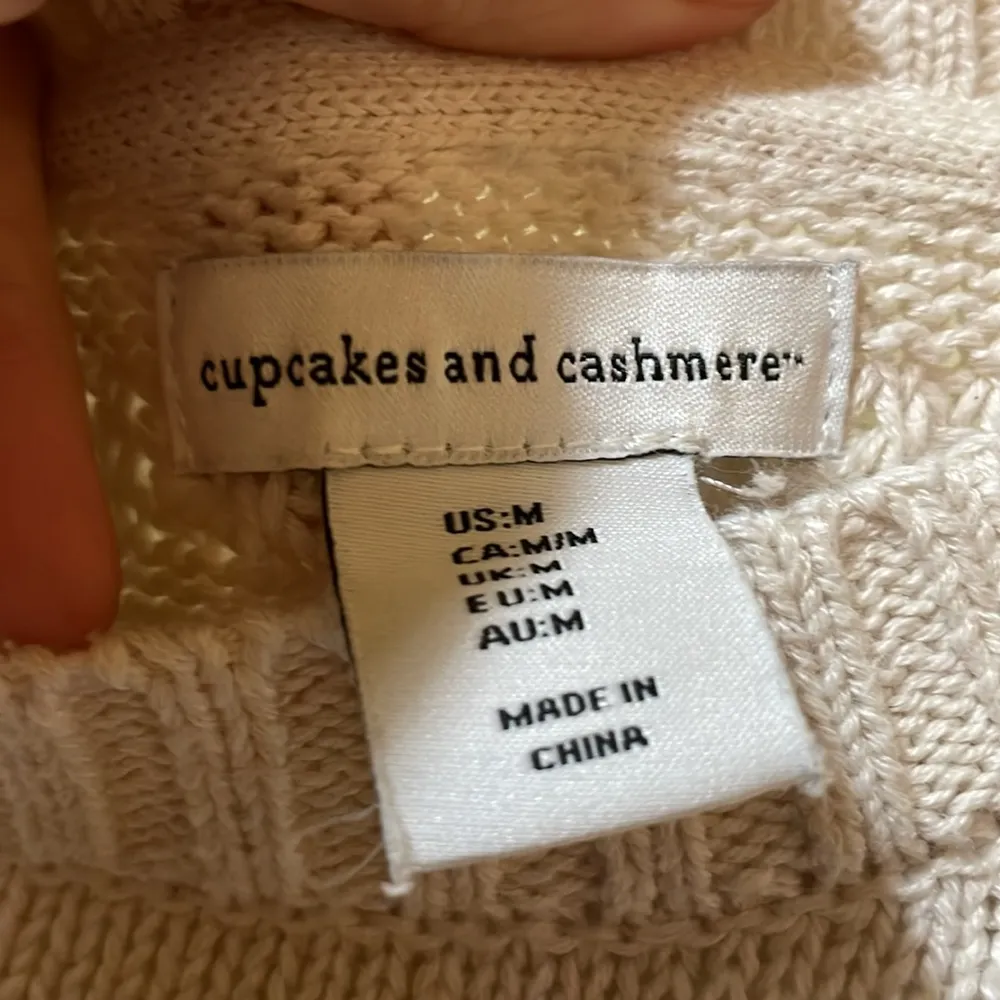 cupcakes and cashmere™
US:M
CA:M/M
UK:M
EU:M
AU:M
MADE IN
CHINA